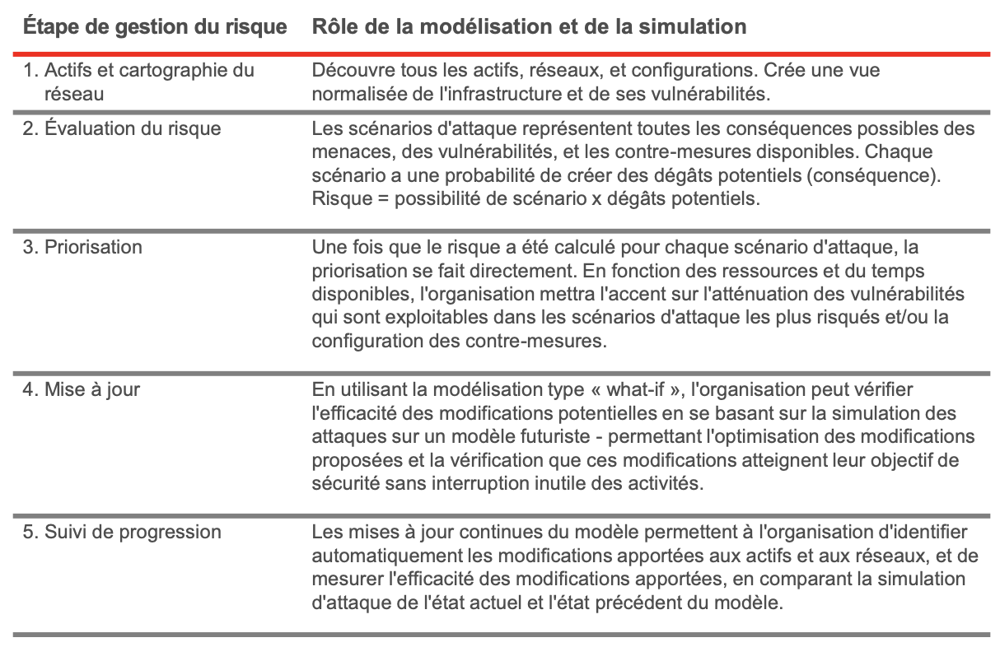 Étape de gestion du risque Rôle de la modélisation et de la simulation
1. Actifs et cartographie du réseau
Découvre tous les actifs, réseaux, et configurations. Crée une vue
normalisée de l'infrastructure et de ses vulnérabilités.
2. Évaluation du risque
Les scénarios d'attaque représentent toutes les conséquences possibles des
menaces, des vulnérabilités, et les contre-mesures disponibles. Chaque
scénario a une probabilité de créer des dégâts potentiels (conséquence).
Risque = possibilité de scénario x dégâts potentiels.
3. Priorisation
Une fois que le risque a été calculé pour chaque scénario d'attaque, la
priorisation se fait directement. En fonction des ressources et du temps
disponibles, l'organisation mettra l'accent sur l'atténuation des vulnérabilités
qui sont exploitables dans les scénarios d'attaque les plus risqués et/ou la
configuration des contre-mesures.
4. Mise à jour
En utilisant la modélisation type « what-if », l'organisation peut vérifier
l'efficacité des modifications potentielles en se basant sur la simulation des
attaques sur un modèle futuriste - permettant l'optimisation des modifications
proposées et la vérification que ces modifications atteignent leur objectif de
sécurité sans interruption inutile des activités.
5. Suivi de progression
Les mises à jour continues du modèle permettent à l'organisation d'identifier
automatiquement les modifications apportées aux actifs et aux réseaux, et de
mesurer l'efficacité des modifications apportées, en comparant la simulation
d'attaque de l'état actuel et l'état précédent du modèle.